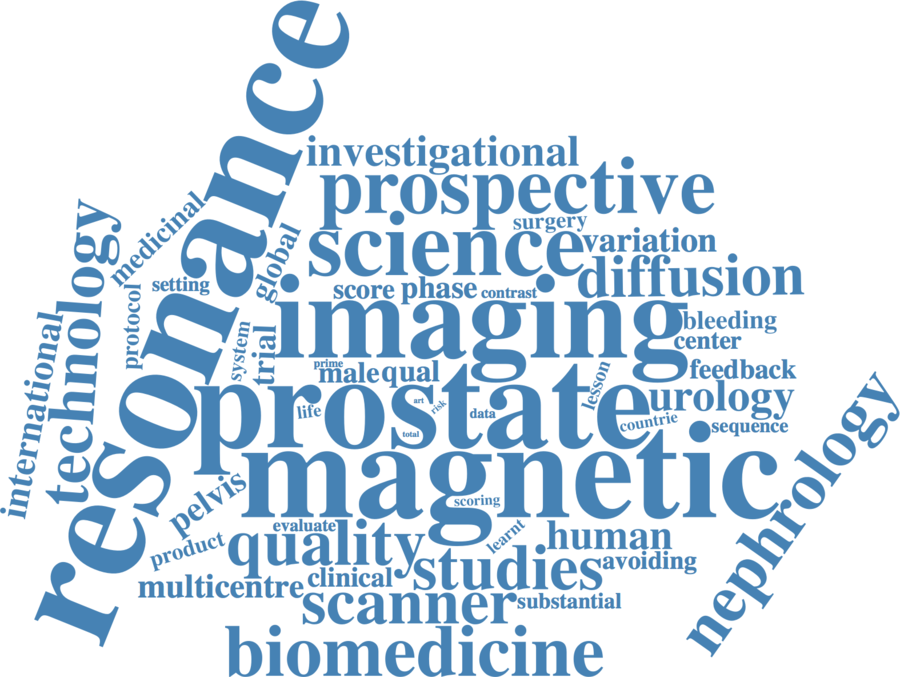 resonance
investigational
prospective
surgery
science
variation
medicinal
global
technology
setting
diffusion
score
phase
contrast
imaging
protocol
bleeding
international
system
trial
center
prime
male
equal
lesson
feedback
prostate
life
art
risk
data
total
urology
countrie
sequence
magnetic
nephrology
pelvis
scoring
evaluate
learnt
product
quality
human
multicentre
clinical
studies
avoiding
scanner
substantial
biomedicine